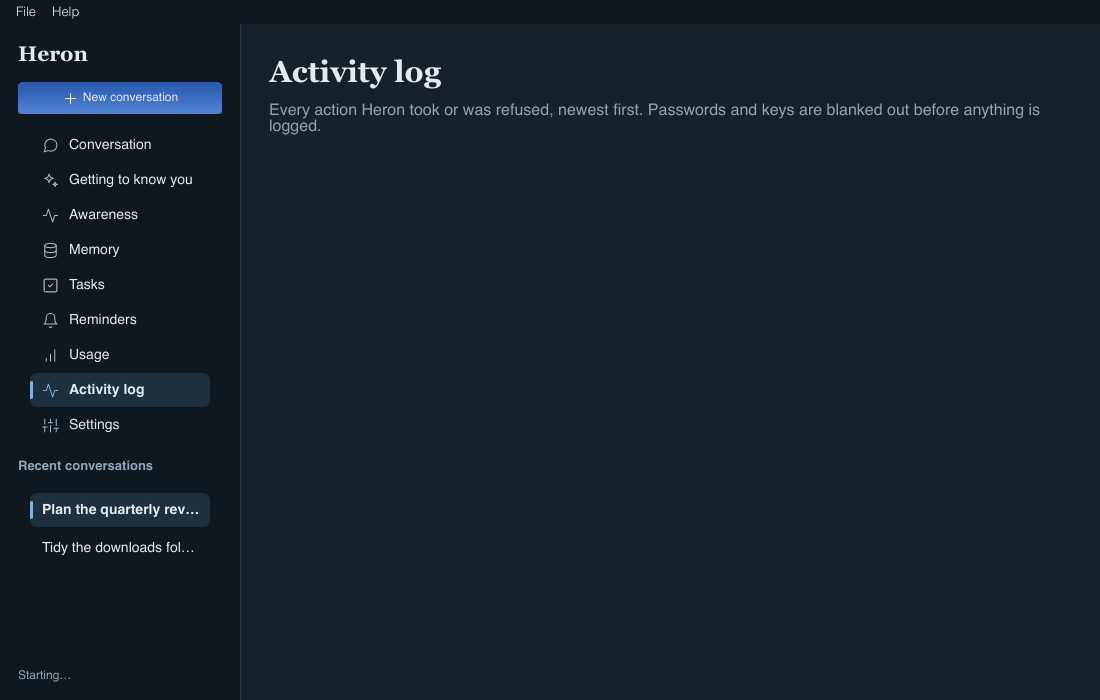 File Help
Heron
New conversation
Conversation
Getting to know you
Awareness
Memory
Tasks
Reminders
Usage
Activity log
Settings
Recent conversations
Plan the quarterly rev…
Tidy the downloads fol…
Starting…
Activity log
Every action Heron took or was refused, newest first. Passwords and keys are blanked out before anything is
logged.